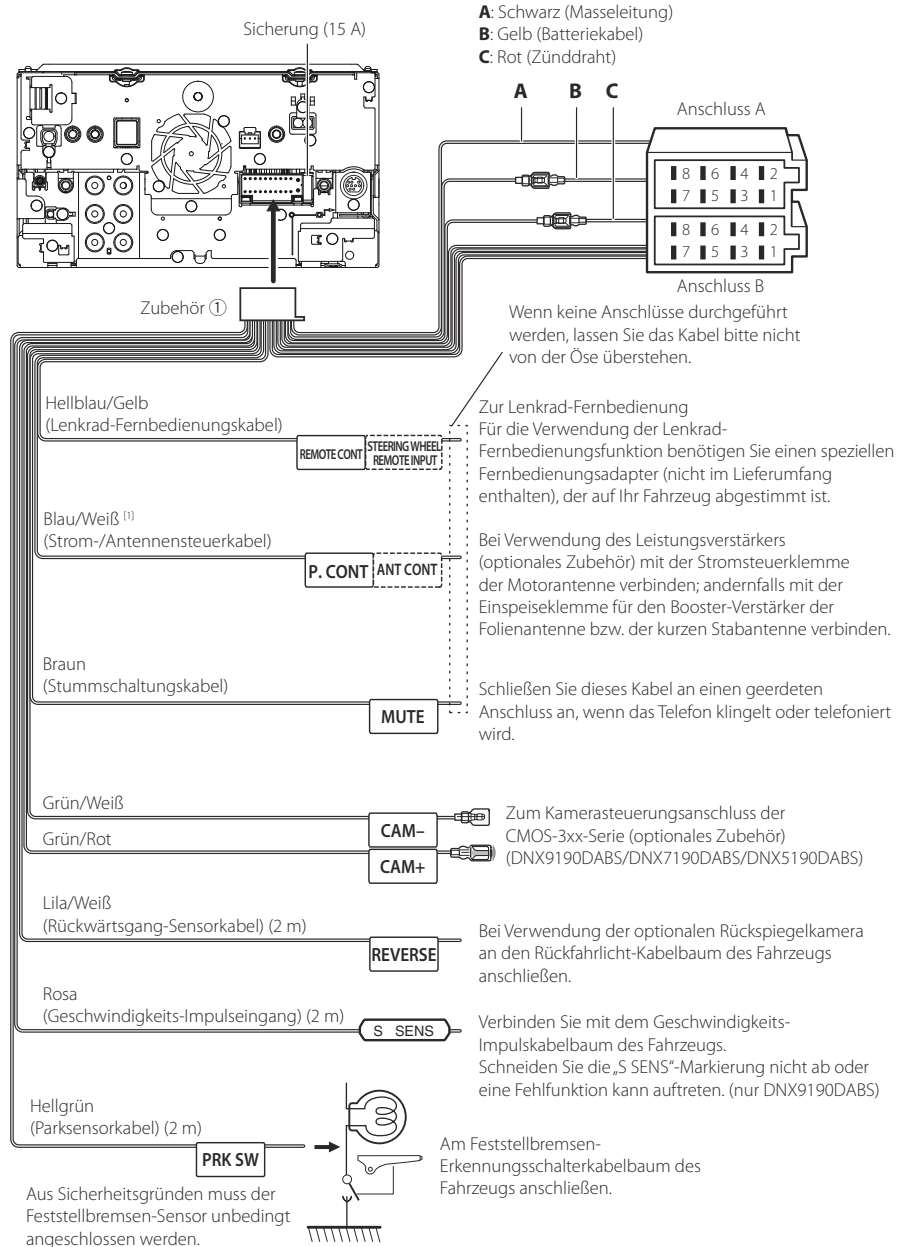 Sicherung (15 A)
A: Schwarz (Masseleitung)
B: Gelb (Batteriekabel)
C: Rot (Zünddraht)
A B C
Anschluss A
8 6 4 2
7 5 3 1
8 6 4 2
7 5 3 1
Anschluss B
Zubehör ①
Wenn keine Anschlüsse durchgeführt
werden, lassen Sie das Kabel bitte nicht
von der Öse überstehen.
Hellblau/Gelb
(Lenkrad-Fernbedienungskabel)
REMOTE CONT
STEERING WHEEL
REMOTE INPUT
Zur Lenkrad-Fernbedienung
Für die Verwendung der Lenkrad-
Fernbedienungsfunktion benötigen Sie einen speziellen
Fernbedienungsadapter (nicht im Lieferumfang
enthalten), der auf Ihr Fahrzeug abgestimmt ist.
Blau/Weiß [1]
(Strom-/Antennensteuerkabel)
P. CONT ANT CONT
Bei Verwendung des Leistungsverstärkers
(optionales Zubehör) mit der Stromsteuerklemme
der Motorantenne verbinden; andernfalls mit der
Einspeiseklemme für den Booster-Verstärker der
Folienantenne bzw. der kurzen Stabantenne verbinden.
Braun
(Stummschaltungskabel)
MUTE
Schließen Sie dieses Kabel an einen geerdeten
Anschluss an, wenn das Telefon klingelt oder telefoniert
wird.
Grün/Weiß
CAM–
Grün/Rot
CAM+
Zum Kamerasteuerungsanschluss der
CMOS-3xx-Serie (optionales Zubehör)
(DNX9190DABS/DNX7190DABS/DNX5190DABS)
Lila/Weiß
(Rückwärtsgang-Sensorkabel) (2 m)
REVERSE
Bei Verwendung der optionalen Rückspiegelkamera
an den Rückfahrlicht-Kabelbaum des Fahrzeugs
anschließen.
Rosa
(Geschwindigkeits-Impulseingang) (2 m)
S SENS
Verbinden Sie mit dem Geschwindigkeits-
Impulskabelbaum des Fahrzeugs.
Schneiden Sie die „S SENS“-Markierung nicht ab oder
eine Fehlfunktion kann auftreten. (nur DNX9190DABS)
Hellgrün
(Parksensorkabel) (2 m)
PRK SW
Am Feststellbremsen-
Erkennungsschalterkabelbaum des
Fahrzeugs anschließen.
Aus Sicherheitsgründen muss der
Feststellbremsen-Sensor unbedingt
angeschlossen werden.